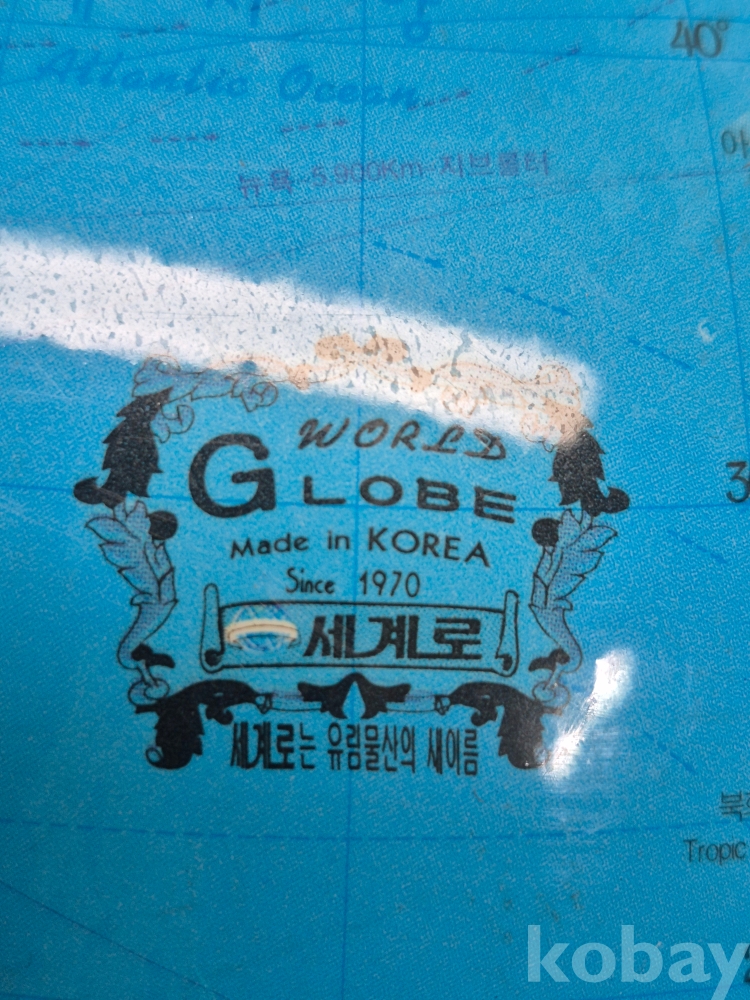 Atlantic Ocean
40°
뉴욕-5,900Km-지브롤터
WORLD
GLOBE
Made in KOREA
Since 1970
세계로
세계로는 유림물산의 새이름
Tropic
kobay